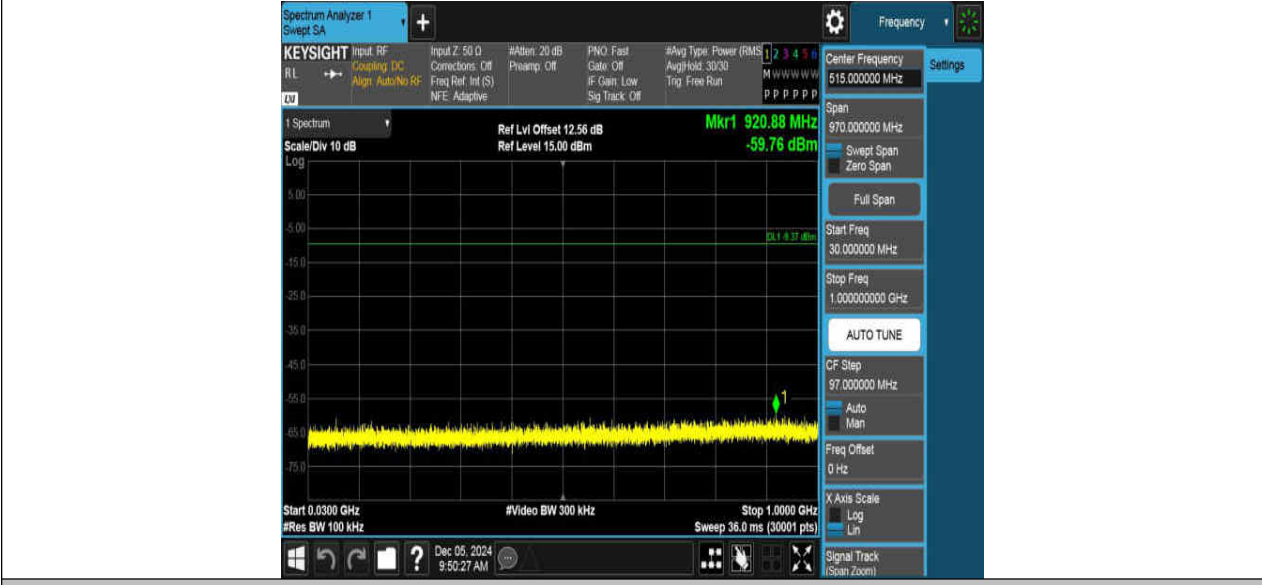 Spectrum Analyzer 1
Swept SA
+
Frequency
KEYSIGHT
RL
LXI
Input: RF
Coupling: DC
Align: Auto/No RF
Input Z: 50 Ω
Corrections: Off
Freq Ref: Int (S)
NFE: Adaptive
#Atten: 20 dB
Preamp: Off
PNO: Fast
Gate: Off
IF Gain: Low
Sig Track: Off
#Avg Type: Power (RMS
Avg|Hold: 30/30
Trig: Free Run
1 2 3 4 5 6
M W W W W W
P P P P P P
1 Spectrum
Scale/Div 10 dB
Log
Ref Lvl Offset 12.56 dB
Ref Level 15.00 dBm
Mkr1 920.88 MHz
-59.76 dBm
5.00
-5.00
DL1 -9.37 dBm
-15.0
-25.0
-35.0
-45.0
-55.0
1
-65.0
-75.0
Start 0.0300 GHz
#Res BW 100 kHz
#Video BW 300 kHz
Stop 1.0000 GHz
Sweep 36.0 ms (30001 pts)
?
Dec 05, 2024
9:50:27 AM
Center Frequency
515.000000 MHz
Settings
Span
970.000000 MHz
Swept Span
Zero Span
Full Span
Start Freq
30.000000 MHz
Stop Freq
1.000000000 GHz
AUTO TUNE
CF Step
97.000000 MHz
Auto
Man
Freq Offset
0 Hz
X Axis Scale
Log
Lin
Signal Track
(Span Zoom)